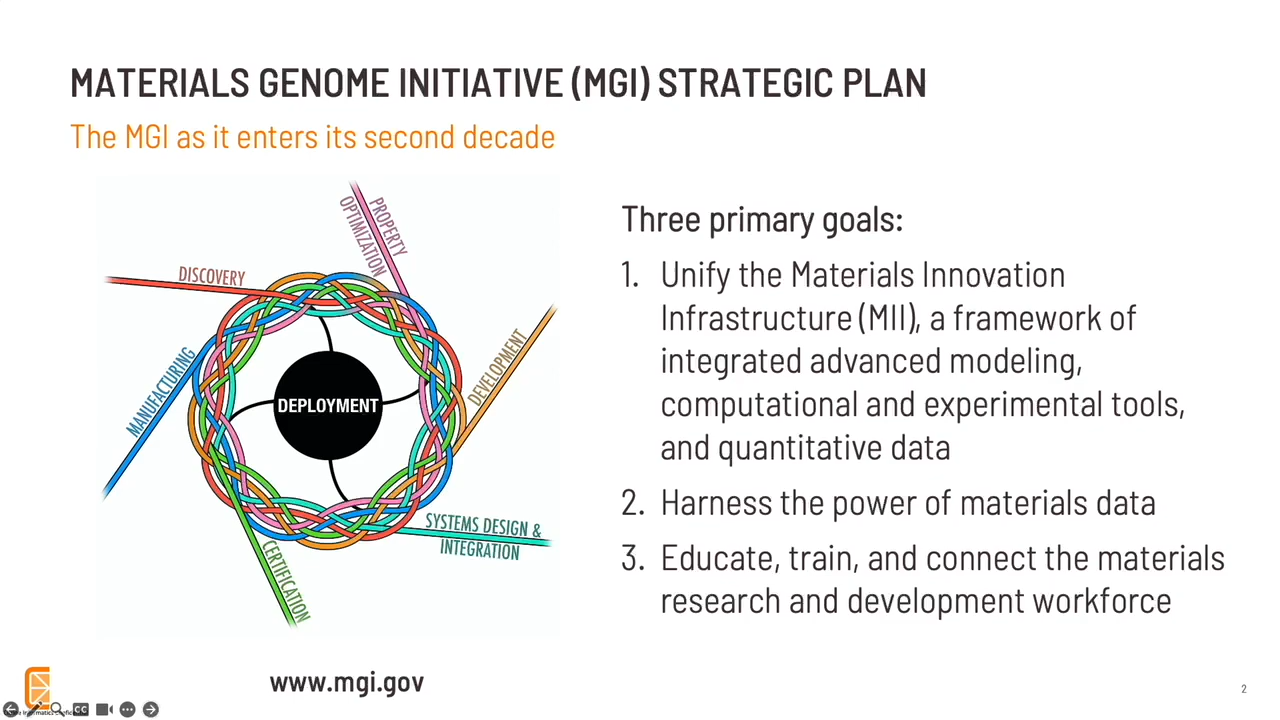 MATERIALS GENOME INITIATIVE (MGI) STRATEGIC PLAN
The MGI as it enters its second decade
PROPERTY
OPTIMIZATION
DISCOVERY
MANUFACTURING
DEVELOPMENT
DEPLOYMENT
SYSTEMS DESIGN &
INTEGRATION
CERTIFICATION
Three primary goals:
1. Unify the Materials Innovation
Infrastructure (MII), a framework of
integrated advanced modeling,
computational and experimental tools,
and quantitative data
2. Harness the power of materials data
3. Educate, train, and connect the materials
research and development workforce
www.mgi.gov
2
CC